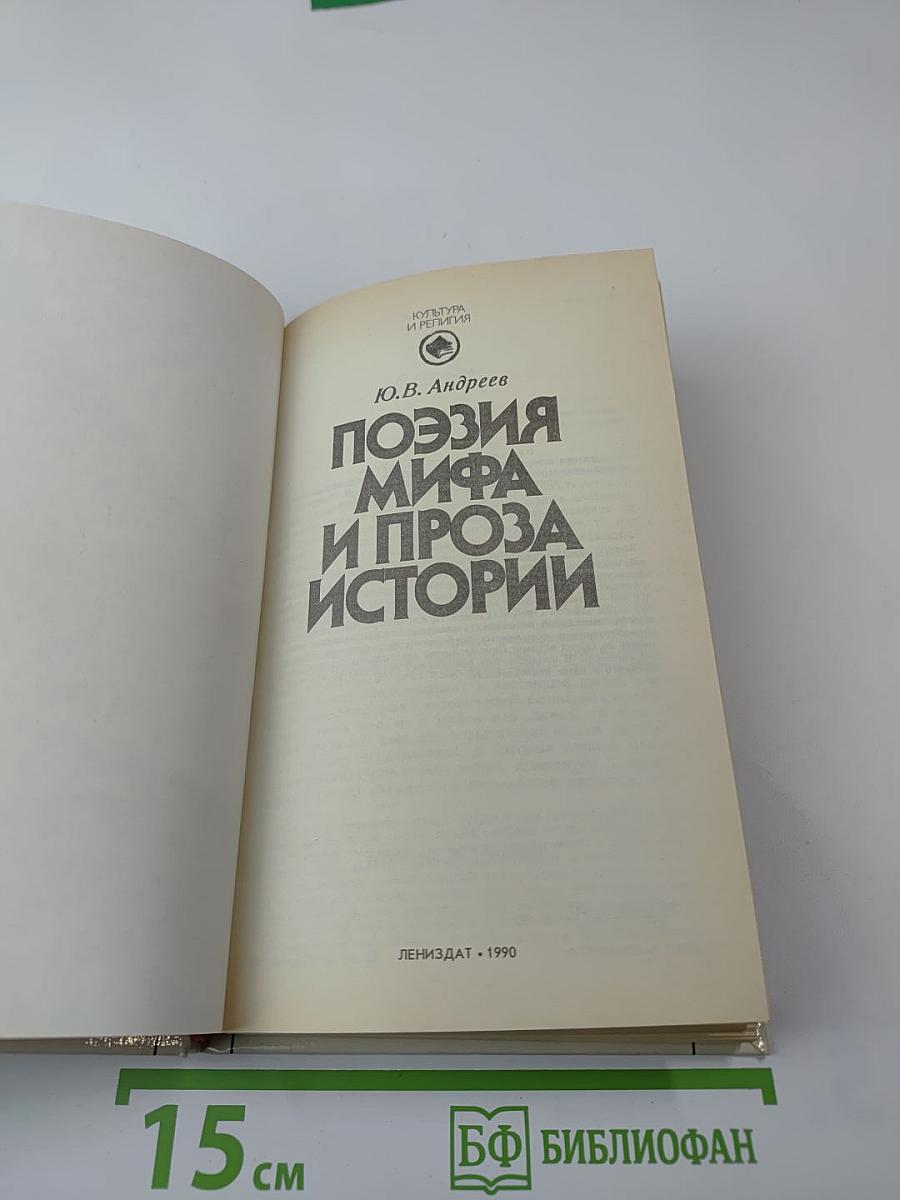 КУЛЬТУРА
И РЕЛИГИЯ
Ю.В. Андреев
ПОЭЗИЯ
МИФА
И ПРОЗА
ИСТОРИИ
ЛЕНИЗДАТ • 1990
15 см
БФ БИБЛИОФАН